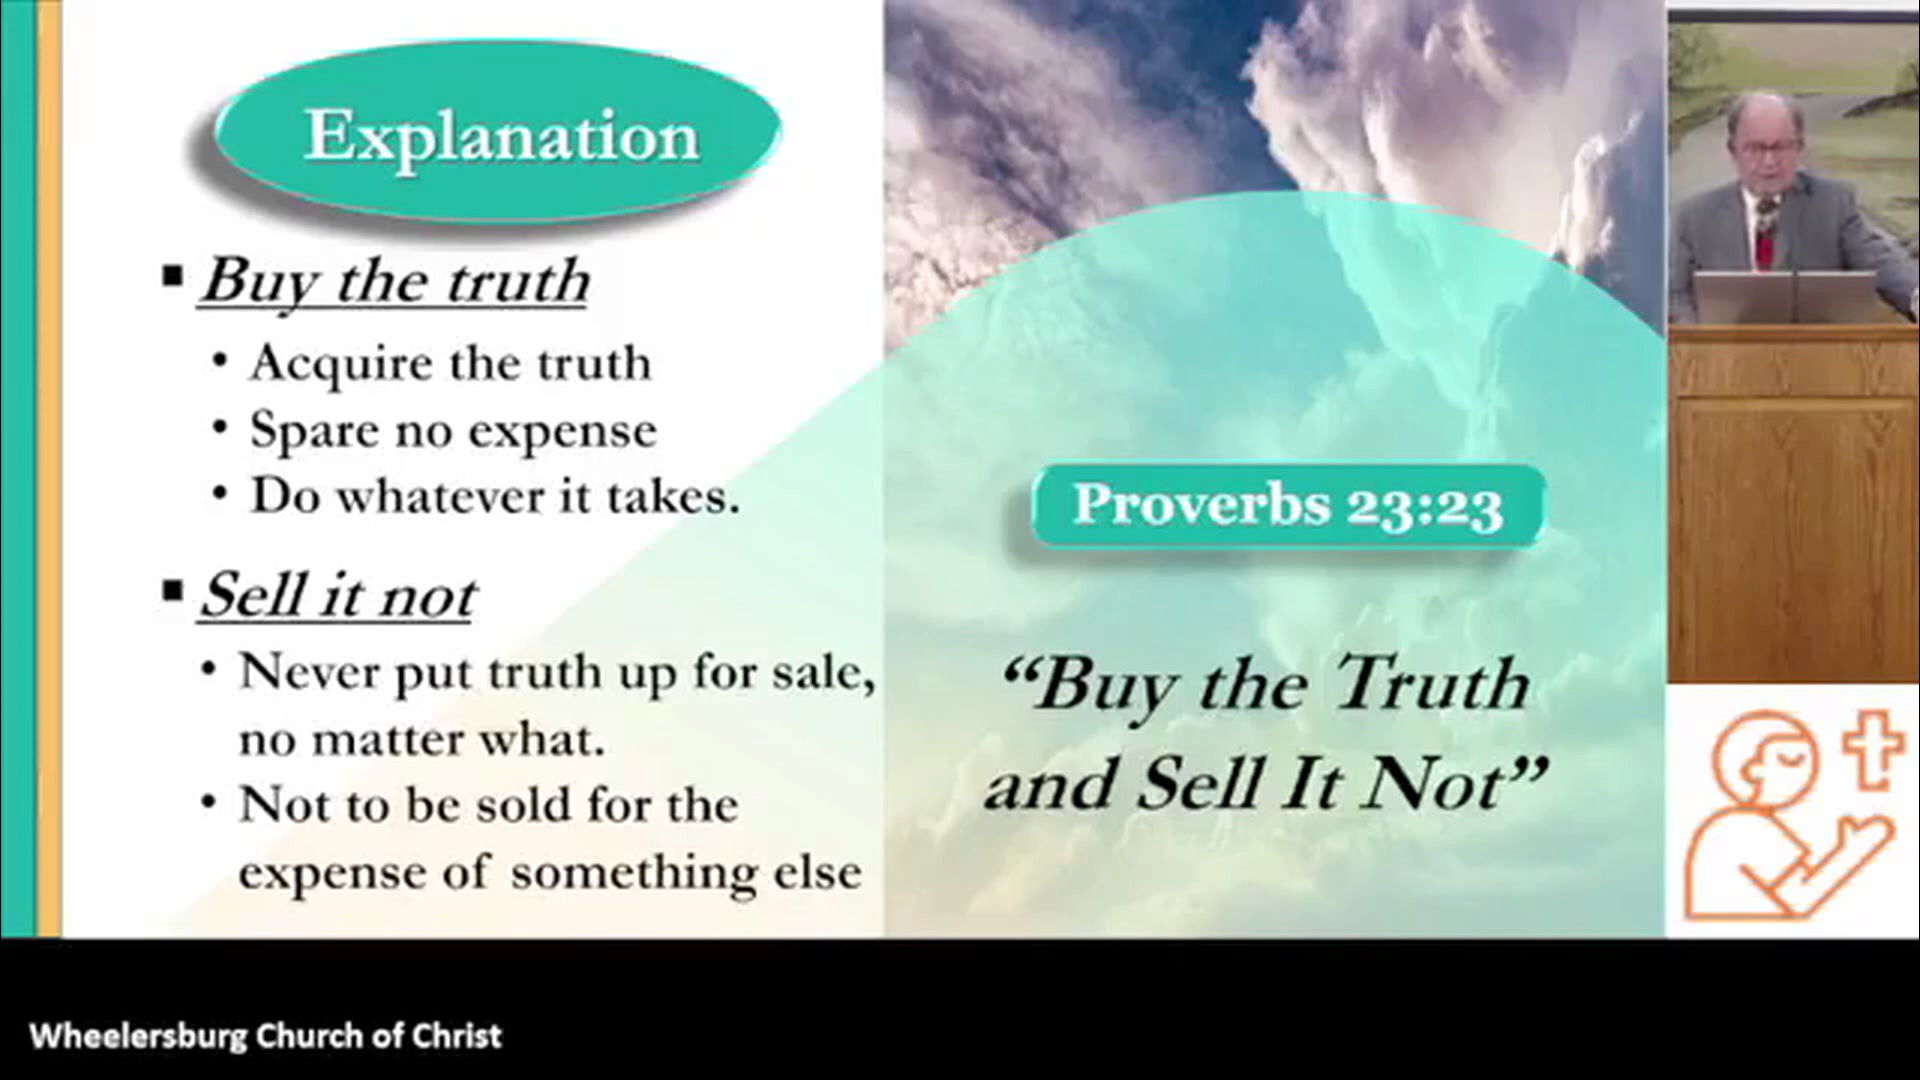 Explanation
▪ Buy the truth
• Acquire the truth
• Spare no expense
• Do whatever it takes.
▪ Sell it not
• Never put truth up for sale,
no matter what.
• Not to be sold for the
expense of something else
Proverbs 23:23
“Buy the Truth
and Sell It Not”
Wheelersburg Church of Christ